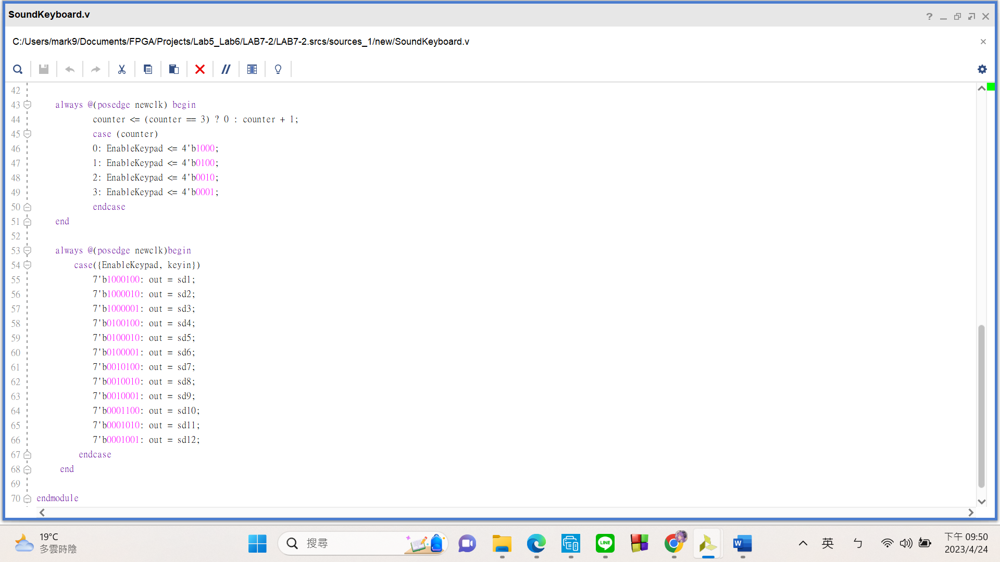 SoundKeyboard.v
C:/Users/mark9/Documents/FPGA/Projects/Lab5_Lab6/LAB7-2/LAB7-2.srcs/sources_1/new/SoundKeyboard.v
42
43 always @(posedge newclk) begin
44 counter <= (counter == 3) ? 0 : counter + 1;
45 case (counter)
46 0: EnableKeypad <= 4'b1000;
47 1: EnableKeypad <= 4'b0100;
48 2: EnableKeypad <= 4'b0010;
49 3: EnableKeypad <= 4'b0001;
50 endcase
51 end
52
53 always @(posedge newclk)begin
54 case({EnableKeypad, keyin})
55 7'b1000100: out = sd1;
56 7'b1000010: out = sd2;
57 7'b1000001: out = sd3;
58 7'b0100100: out = sd4;
59 7'b0100010: out = sd5;
60 7'b0100001: out = sd6;
61 7'b0010100: out = sd7;
62 7'b0010010: out = sd8;
63 7'b0010001: out = sd9;
64 7'b0001100: out = sd10;
65 7'b0001010: out = sd11;
66 7'b0001001: out = sd12;
67 endcase
68 end
69
70 endmodule
19°C
多雲時陰
搜尋
LINE
W
英
ㄅ
下午 09:50
2023/4/24